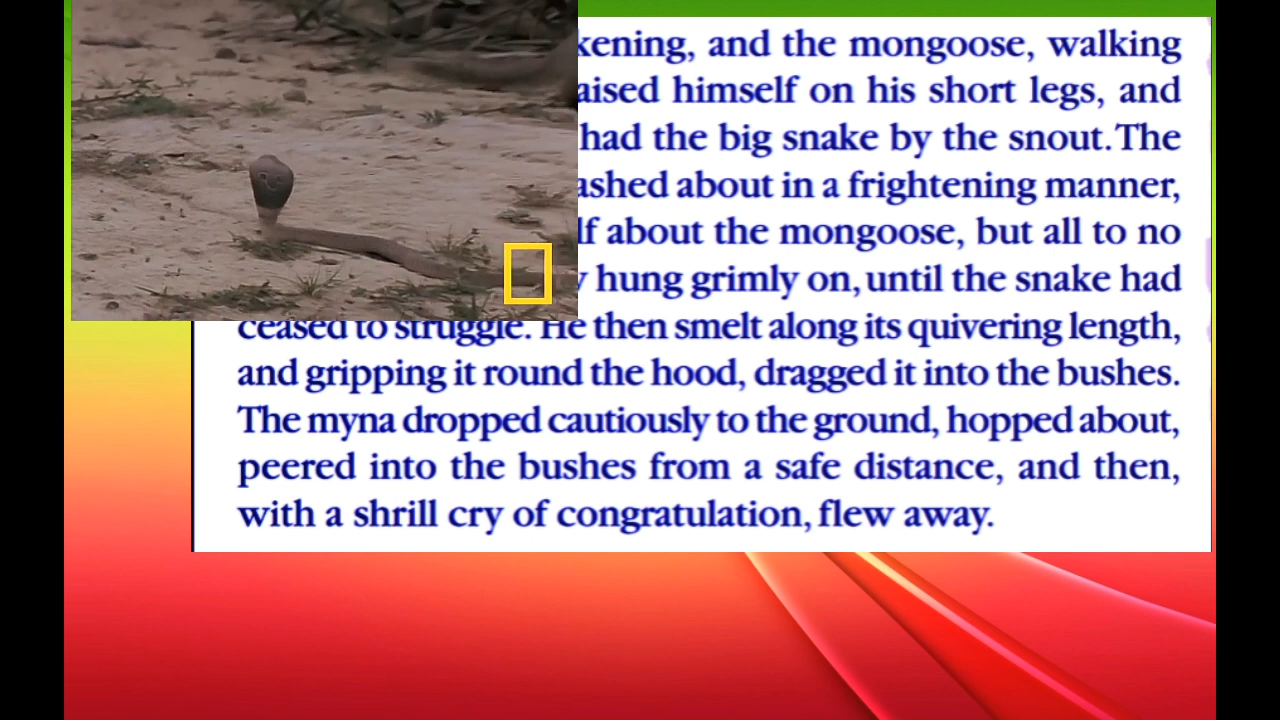 kening, and the mongoose, walking
aised himself on his short legs, and
had the big snake by the snout. The
ashed about in a frightening manner,
lf about the mongoose, but all to no
y hung grimly on, until the snake had
ceased to struggle. He then smelt along its quivering length,
and gripping it round the hood, dragged it into the bushes.
The myna dropped cautiously to the ground, hopped about,
peered into the bushes from a safe distance, and then,
with a shrill cry of congratulation, flew away.